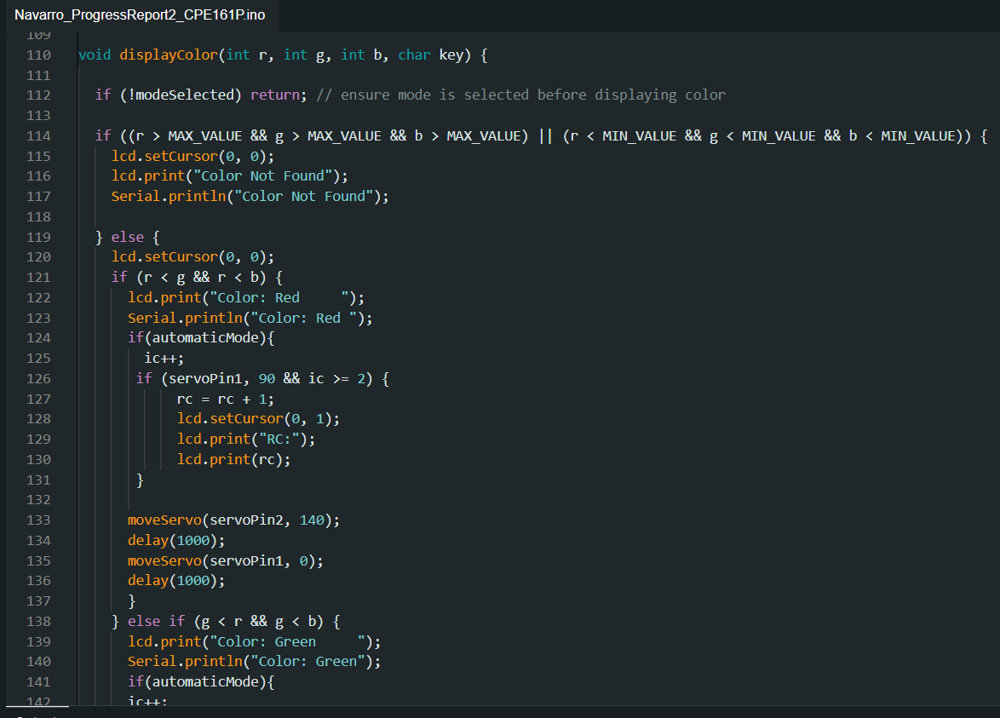 Navarro_ProgressReport2_CPE161P.ino
109
110 void displayColor(int r, int g, int b, char key) {
111
112   if (!modeSelected) return; // ensure mode is selected before displaying color
113
114   if ((r > MAX_VALUE && g > MAX_VALUE && b > MAX_VALUE) || (r < MIN_VALUE && g < MIN_VALUE && b < MIN_VALUE)) {
115     lcd.setCursor(0, 0);
116     lcd.print("Color Not Found");
117     Serial.println("Color Not Found");
118
119   } else {
120     lcd.setCursor(0, 0);
121     if (r < g && r < b) {
122       lcd.print("Color: Red     ");
123       Serial.println("Color: Red ");
124       if(automaticMode){
125         ic++;
126        if (servoPin1, 90 && ic >= 2) {
127             rc = rc + 1;
128             lcd.setCursor(0, 1);
129             lcd.print("RC:");
130             lcd.print(rc);
131        }
132
133       moveServo(servoPin2, 140);
134       delay(1000);
135       moveServo(servoPin1, 0);
136       delay(1000);
137       }
138     } else if (g < r && g < b) {
139       lcd.print("Color: Green     ");
140       Serial.println("Color: Green");
141       if(automaticMode){
142       ic++;